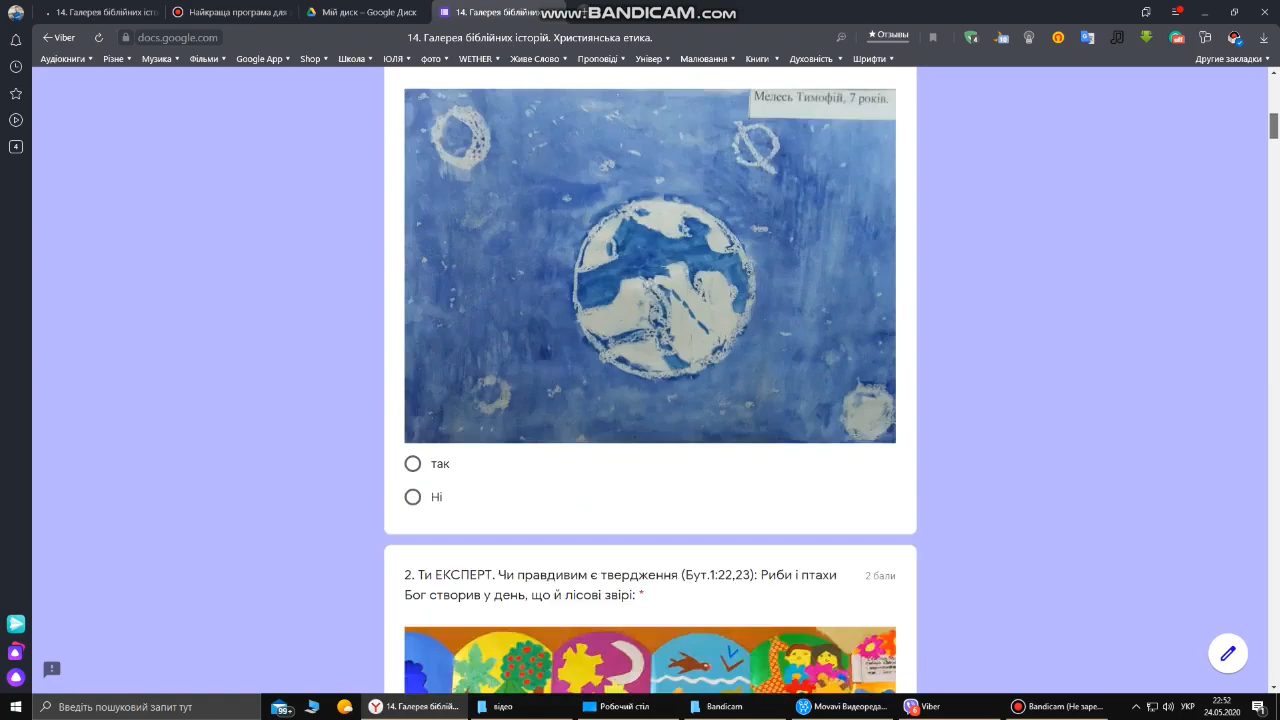 14. Галерея біблійних істо
Найкраща програма для
Мій диск – Google Диск
14. Галерея біблійни
www.BANDICAM.com
Viber
docs.google.com
14. Галерея біблійних історій. Християнська етика.
Отзывы
Аудіокниги
Різне
Музика
Фільми
Google App
Shop
Школа
ЮЛЯ
фото
WETHER
Живе Слово
Проповіді
Універ
Малювання
Книги
Духовність
Шрифти
Другие закладки
4
Мелесь Тимофій, 7 років.
так
Ні
2. Ти ЕКСПЕРТ. Чи правдивим є твердження (Бут.1:22,23): Риби і птахи
Бог створив у день, що й лісові звірі: *
2 бали
Введіть пошуковий запит тут
99+
14. Галерея біблій...
відео
Робочий стіл
Bandicam
Movavi Видеореда...
6
Viber
Bandicam (Не заре...
УКР
22:52
24.05.2020